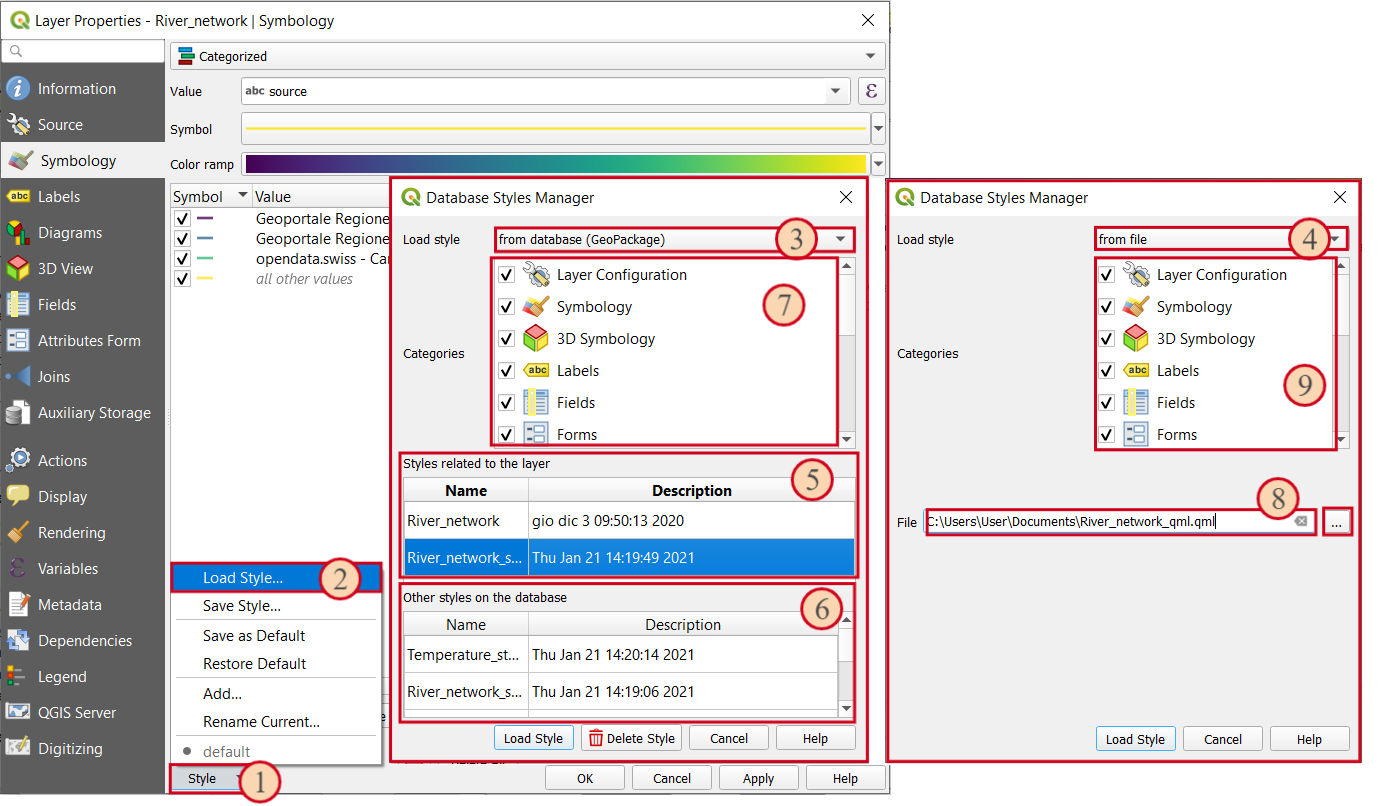 Layer Properties - River_network | Symbology
Information
Source
Symbology
Labels
Diagrams
3D View
Fields
Attributes Form
Joins
Auxiliary Storage
Actions
Display
Rendering
Variables
Metadata
Dependencies
Legend
QGIS Server
Digitizing
Categorized
Value abc source ε
Symbol
Color ramp
Symbol Value
Geoportale Regione
Geoportale Regione
opendata.swiss - Ca
all other values
Load Style... 2
Save Style...
Save as Default
Restore Default
Add...
Rename Current...
default
Style 1
OK Cancel Apply Help
Database Styles Manager
Load style from database (GeoPackage) 3
Categories
Layer Configuration
Symbology
3D Symbology
abc Labels
Fields
Forms
7
Styles related to the layer 5
Name Description
River_network gio dic 3 09:50:13 2020
River_network_s... Thu Jan 21 14:19:49 2021
Other styles on the database 6
Name Description
Temperature_st... Thu Jan 21 14:20:14 2021
River_network_s... Thu Jan 21 14:19:06 2021
Load Style Delete Style Cancel Help
Database Styles Manager
Load style from file 4
Categories
Layer Configuration
Symbology
3D Symbology
abc Labels
Fields
Forms
9
8
File C:\Users\User\Documents\River_network_qml.qml ...
Load Style Cancel Help